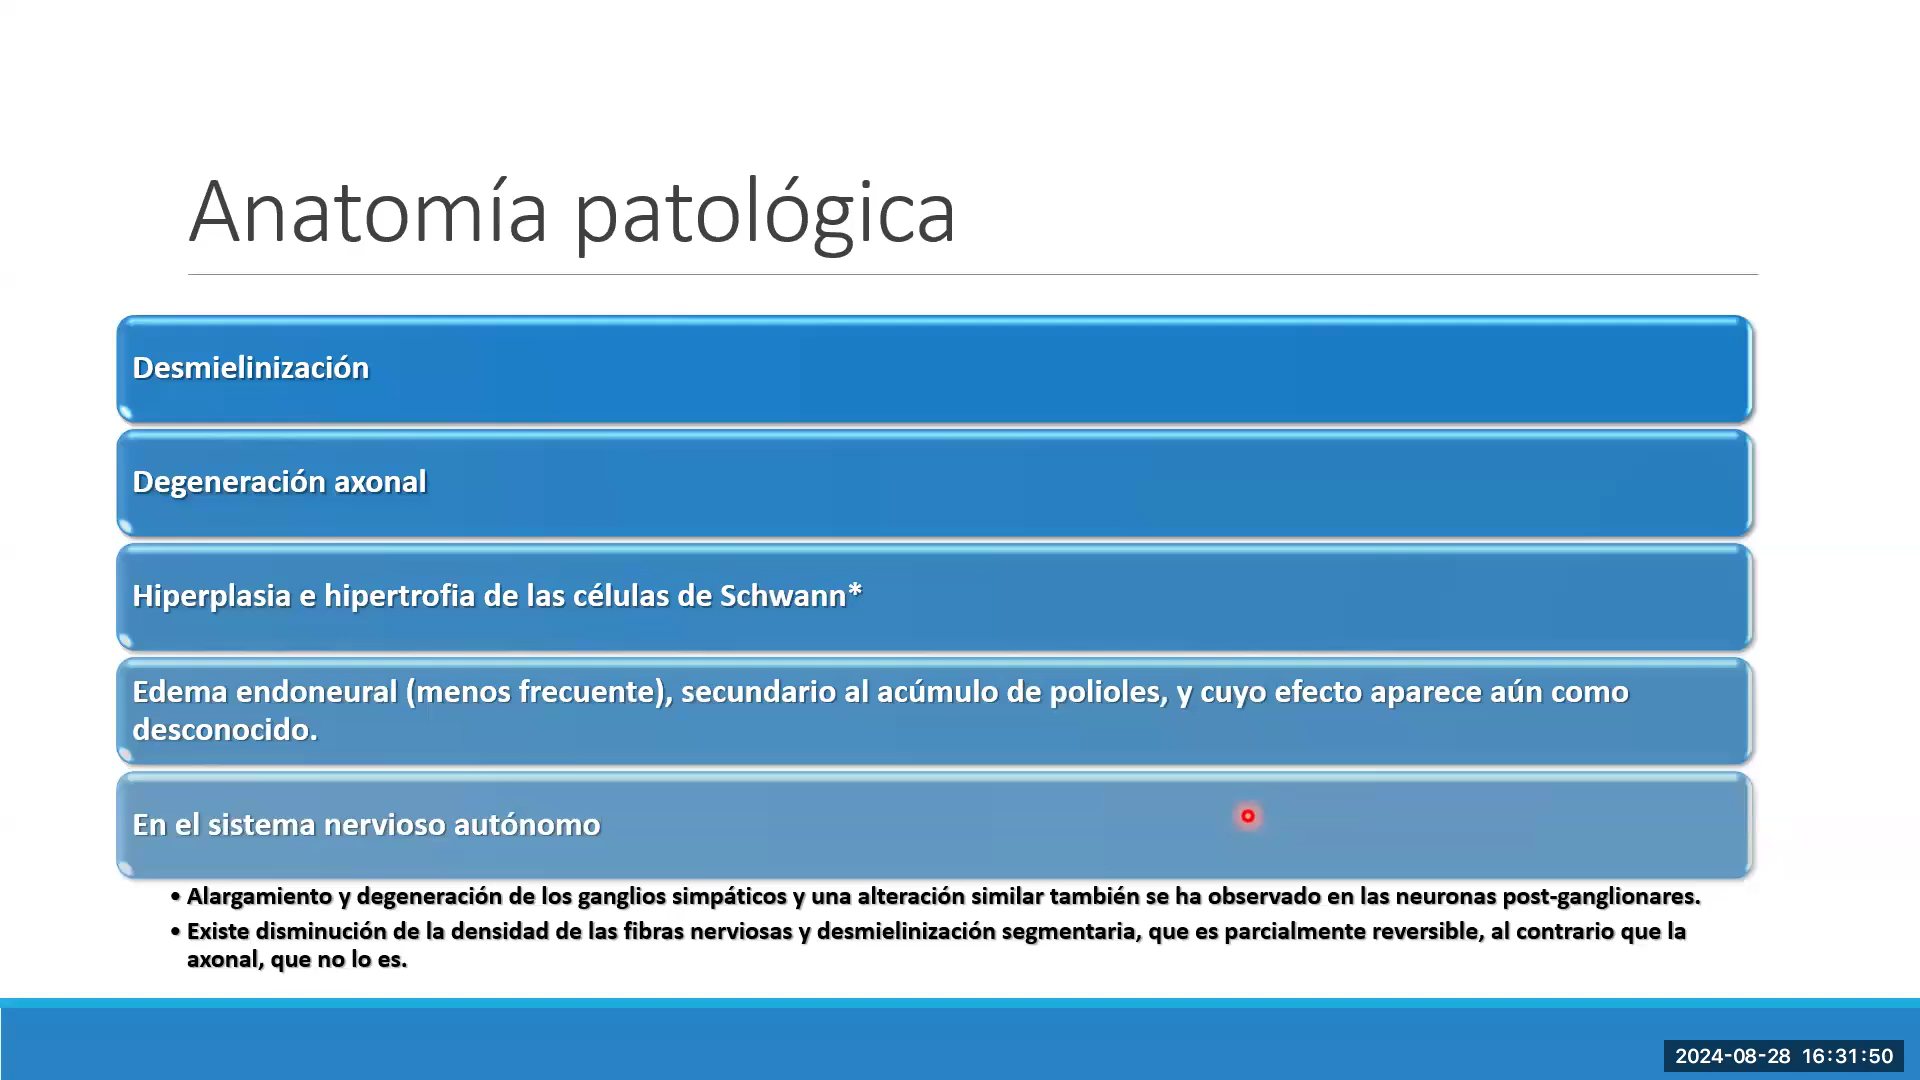 Anatomía patológica
Desmielinización
Degeneración axonal
Hiperplasia e hipertrofia de las células de Schwann*
Edema endoneural (menos frecuente), secundario al acúmulo de polioles, y cuyo efecto aparece aún como
desconocido.
En el sistema nervioso autónomo
• Alargamiento y degeneración de los ganglios simpáticos y una alteración similar también se ha observado en las neuronas post-ganglionares.
• Existe disminución de la densidad de las fibras nerviosas y desmielinización segmentaria, que es parcialmente reversible, al contrario que la
axonal, que no lo es.
2024-08-28 16:31:50